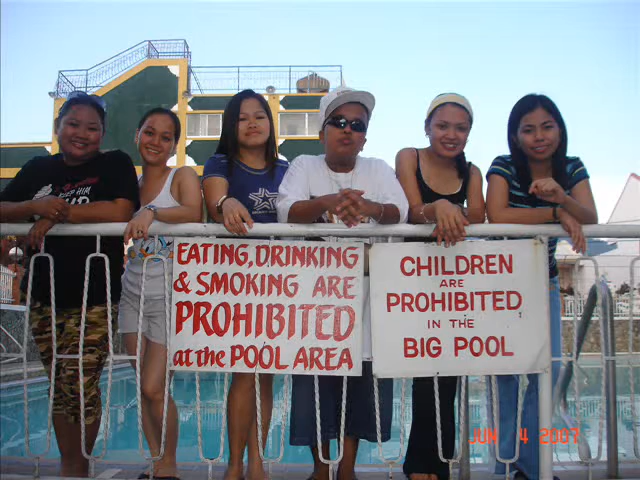 EATING, DRINKING
& SMOKING ARE
PROHIBITED
at the POOL AREA
CHILDREN
ARE
PROHIBITED
IN THE
BIG POOL
JUN 4 2007